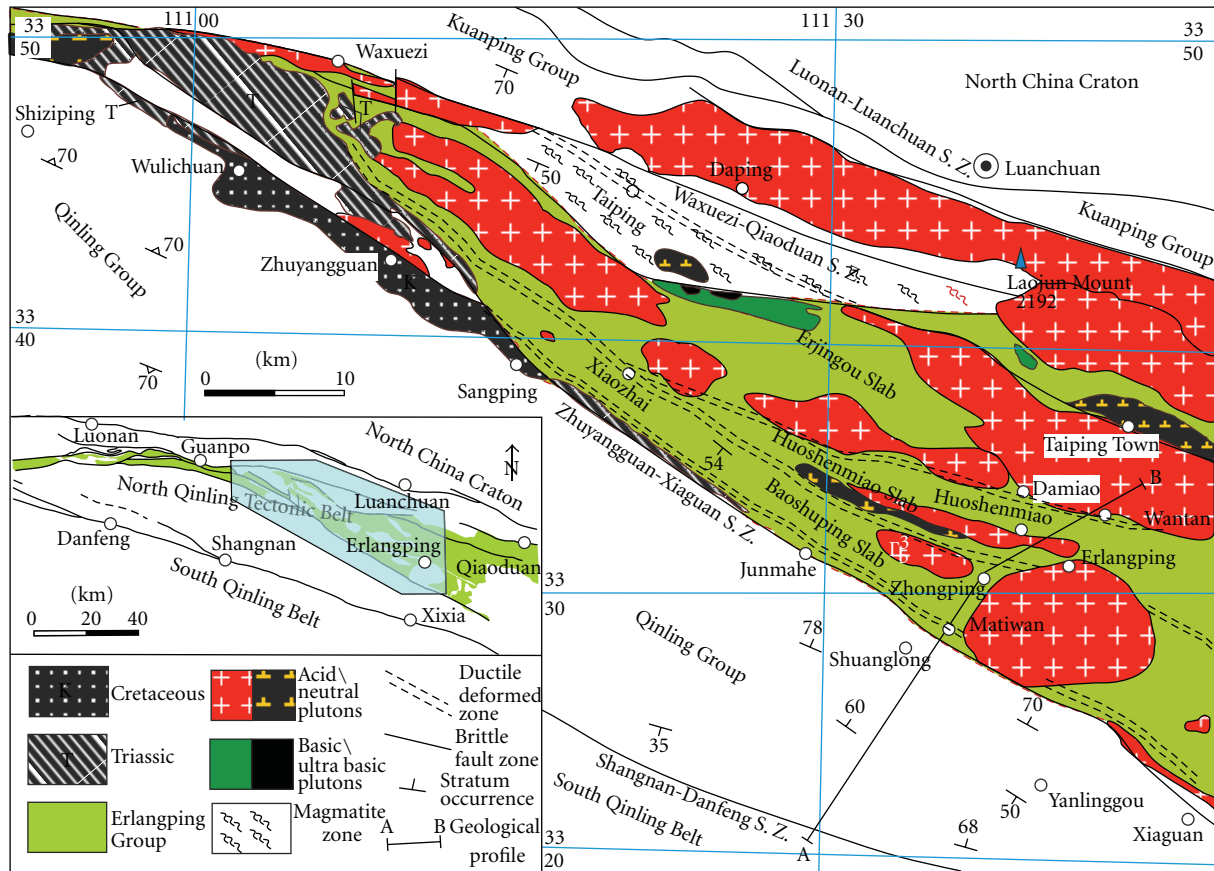 111 00
111 30
33
50
33
50
Kuanping Group
Waxuezi
70
Luonan-Luanchuan S. Z.
North China Craton
T
T
T
Shiziping
70
Wulichuan
50
Daping
Luanchuan
Taiping
Waxuezi-Qiaoduan S. Z.
Kuanping Group
Qinling Group
70
Zhuyangguan
K
Laojun Mount
2192
33
40
(km)
0 10
70
Sangping
Xiaozhai
Erjingou Slab
Zhuyangguan-Xiaguan S. Z.
54
Huoshenmiao Slab
Baoshuping Slab
Taiping Town
Damiao
B
Huoshenmiao
Wantan
Erlangping
Zhongping
Junmahe
Matiwan
33
30
Qinling Group
78
Shuanglong
60
35
70
Shangnan-Danfeng S. Z.
South Qinling Belt
50
Yanlinggou
Xiaguan
68
A
33
20
Luonan
Guanpo
North China Craton
N
North Qinling Tectonic Belt
Luanchuan
Danfeng
Shangnan
Erlangping
Qiaoduan
South Qinling Belt
(km)
0 20 40
Xixia
K
Cretaceous
T
Triassic
Erlangping
Group
Acid\
neutral
plutons
Basic\
ultra basic
plutons
Magmatite
zone
Ductile
deformed
zone
Brittle
fault zone
Stratum
occurrence
A B Geological
profile